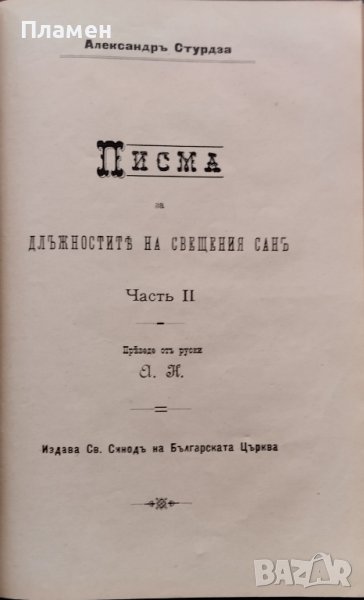 Пламен
Александръ Стурдза
Писма
за
длъжноститѣ на свещения санъ
Часть II
Прѣведе отъ руски
А. Н.
Издава Св. Синодъ на Българската Църква
BAZAR